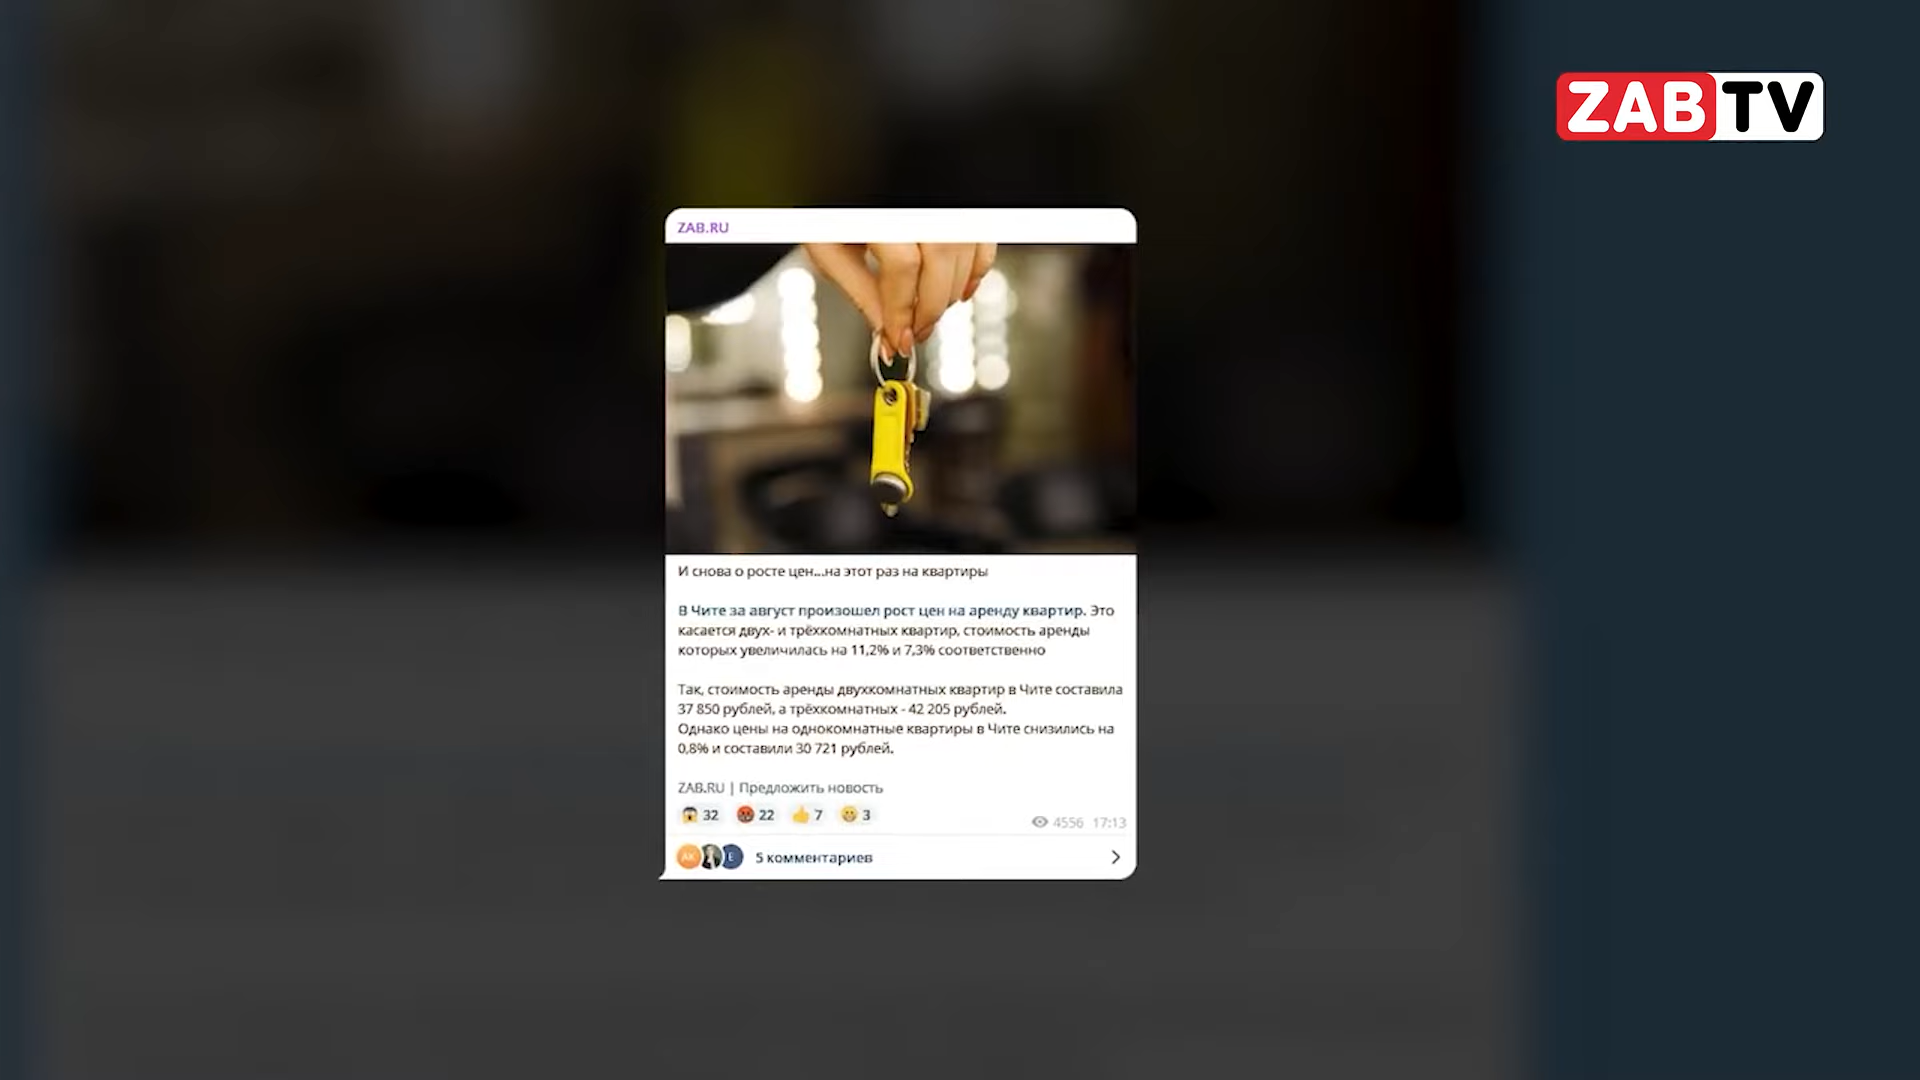 ZABTV
ZAB.RU
И снова о росте цен...на этот раз на квартиры
В Чите за август произошел рост цен на аренду квартир. Это
касается двух- и трёхкомнатных квартир, стоимость аренды
которых увеличилась на 11,2% и 7,3% соответственно
Так, стоимость аренды двухкомнатных квартир в Чите составила
37 850 рублей, а трёхкомнатных - 42 205 рублей.
Однако цены на однокомнатные квартиры в Чите снизились на
0,8% и составили 30 721 рублей.
ZAB.RU | Предложить новость
32 22 7 3
4556 17:13
АК Е 5 комментариев